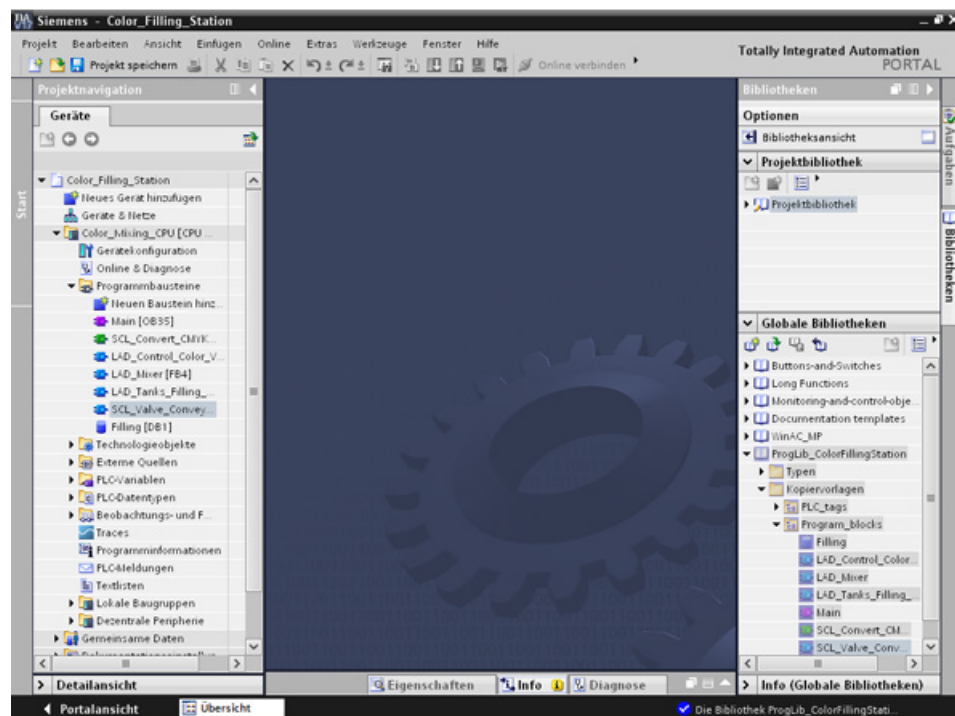 Siemens - Color_Filling_Station
Projekt Bearbeiten Ansicht Einfügen Online Extras Werkzeuge Fenster Hilfe
Totally Integrated Automation
PORTAL
Projekt speichern
Online verbinden
Start
Projektnavigation
Geräte
Color_Filling_Station
Neues Gerät hinzufügen
Geräte & Netze
Color_Mixing_CPU [CPU ...
Gerätekonfiguration
Online & Diagnose
Programmbausteine
Neuen Baustein hinz...
Main [OB35]
SCL_Convert_CMYK...
LAD_Control_Color_V...
LAD_Mixer [FB4]
LAD_Tanks_Filling_...
SCL_Valve_Convey...
Filling [DB1]
Technologieobjekte
Externe Quellen
PLC-Variablen
PLC-Datentypen
Beobachtungs- und F...
Traces
Programminformationen
PLC-Meldungen
Textlisten
Lokale Baugruppen
Dezentrale Peripherie
Gemeinsame Daten
Detailansicht
Eigenschaften
Info
Diagnose
Bibliotheken
Optionen
Bibliotheksansicht
Projektbibliothek
Projektbibliothek
Globale Bibliotheken
Buttons-and-Switches
Long Functions
Monitoring-and-control-obje...
Documentation templates
WinAC_MP
ProgLib_ColorFillingStation
Typen
Kopiervorlagen
PLC_tags
Program_blocks
Filling
LAD_Control_Color...
LAD_Mixer
LAD_Tanks_Filling_...
Main
SCL_Convert_CM...
SCL_Valve_Conv...
Info (Globale Bibliotheken)
Aufgaben
Bibliotheken
Portalansicht
Übersicht
Die Bibliothek ProgLib_ColorFillingStati...